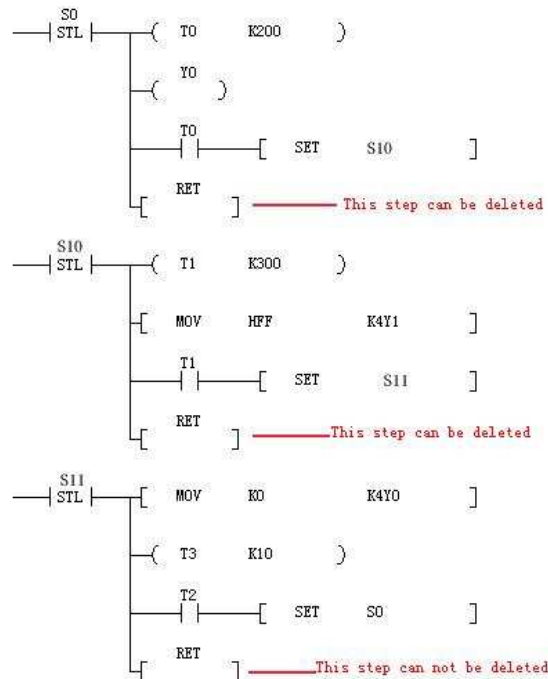 S0
STL T0 K200
Y0
T0
SET S10
RET
This step can be deleted
S10
STL T1 K300
MOV HFF K4Y1
T1
SET S11
RET
This step can be deleted
S11
STL MOV K0 K4Y0
T3 K10
T2
SET S0
RET
This step can not be deleted